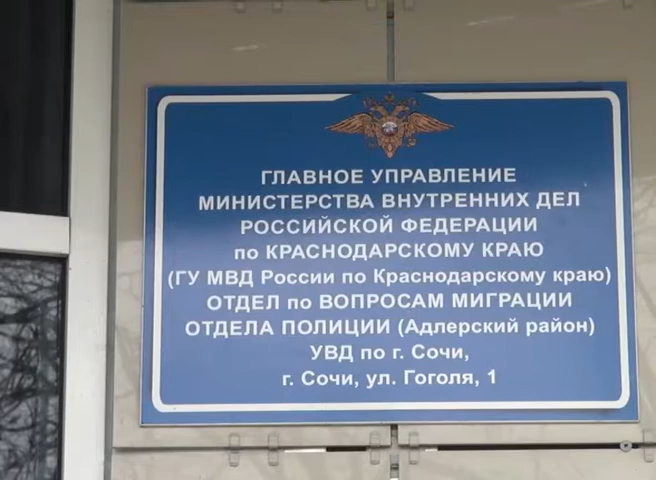 ГЛАВНОЕ УПРАВЛЕНИЕ
МИНИСТЕРСТВА ВНУТРЕННИХ ДЕЛ
РОССИЙСКОЙ ФЕДЕРАЦИИ
по КРАСНОДАРСКОМУ КРАЮ
(ГУ МВД России по Краснодарскому краю)
ОТДЕЛ по ВОПРОСАМ МИГРАЦИИ
ОТДЕЛА ПОЛИЦИИ (Адлерский район)
УВД по г. Сочи,
г. Сочи, ул. Гоголя, 1